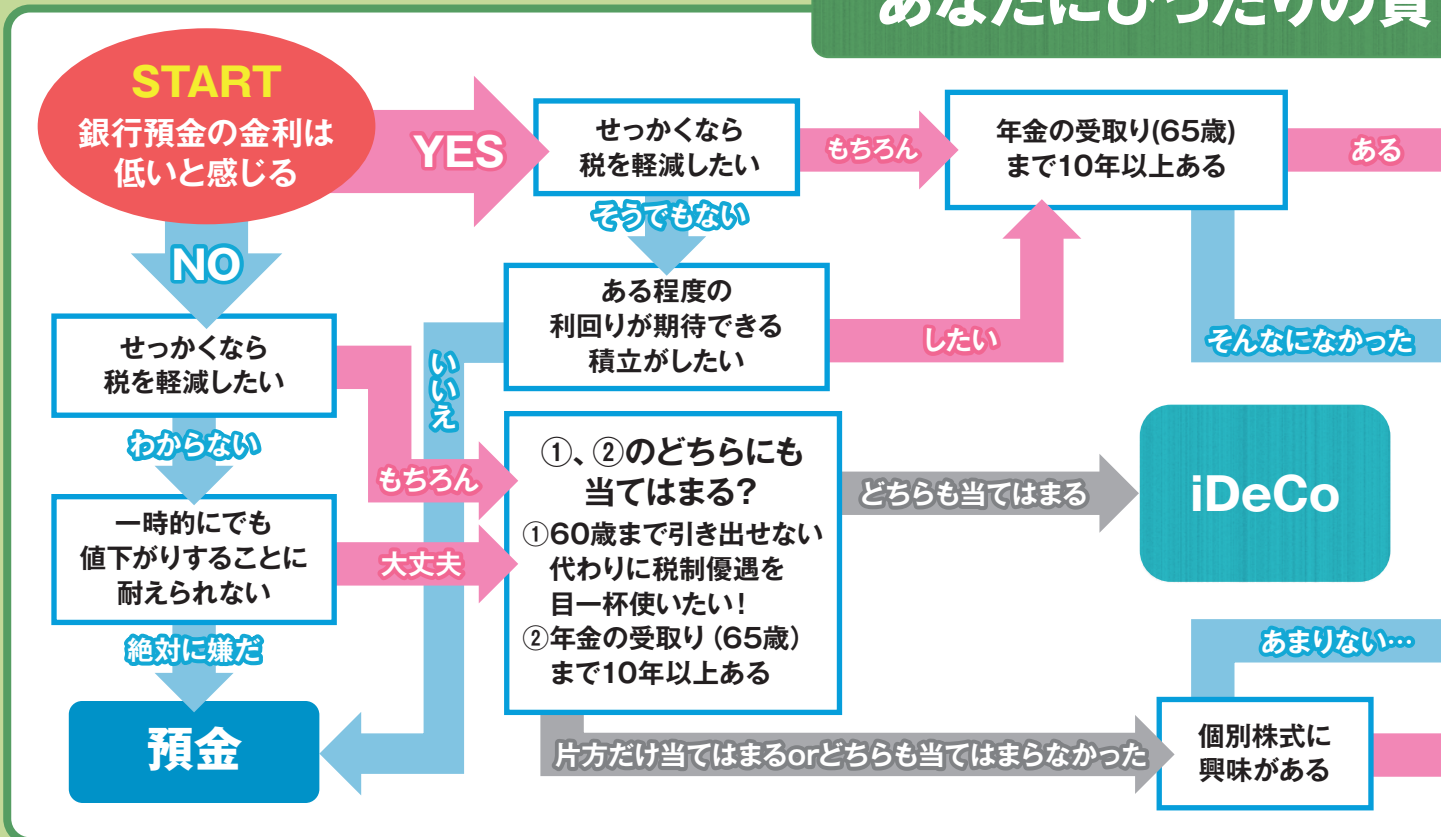 あなたにぴったりの資
START
銀行預金の金利は
低いと感じる
YES
せっかくなら
税を軽減したい
もちろん
年金の受取り(65歳)
まで10年以上ある
ある
そうでもない
NO
ある程度の
利回りが期待できる
積立がしたい
したい
そんなになかった
いいえ
せっかくなら
税を軽減したい
わからない
もちろん
①、②のどちらにも
当てはまる?
①60歳まで引き出せない
代わりに税制優遇を
目一杯使いたい!
②年金の受取り(65歳)
まで10年以上ある
どちらも当てはまる
iDeCo
一時的にでも
値下がりすることに
耐えられない
大丈夫
絶対に嫌だ
預金
片方だけ当てはまるorどちらも当てはまらなかった
あまりない…
個別株式に
興味がある